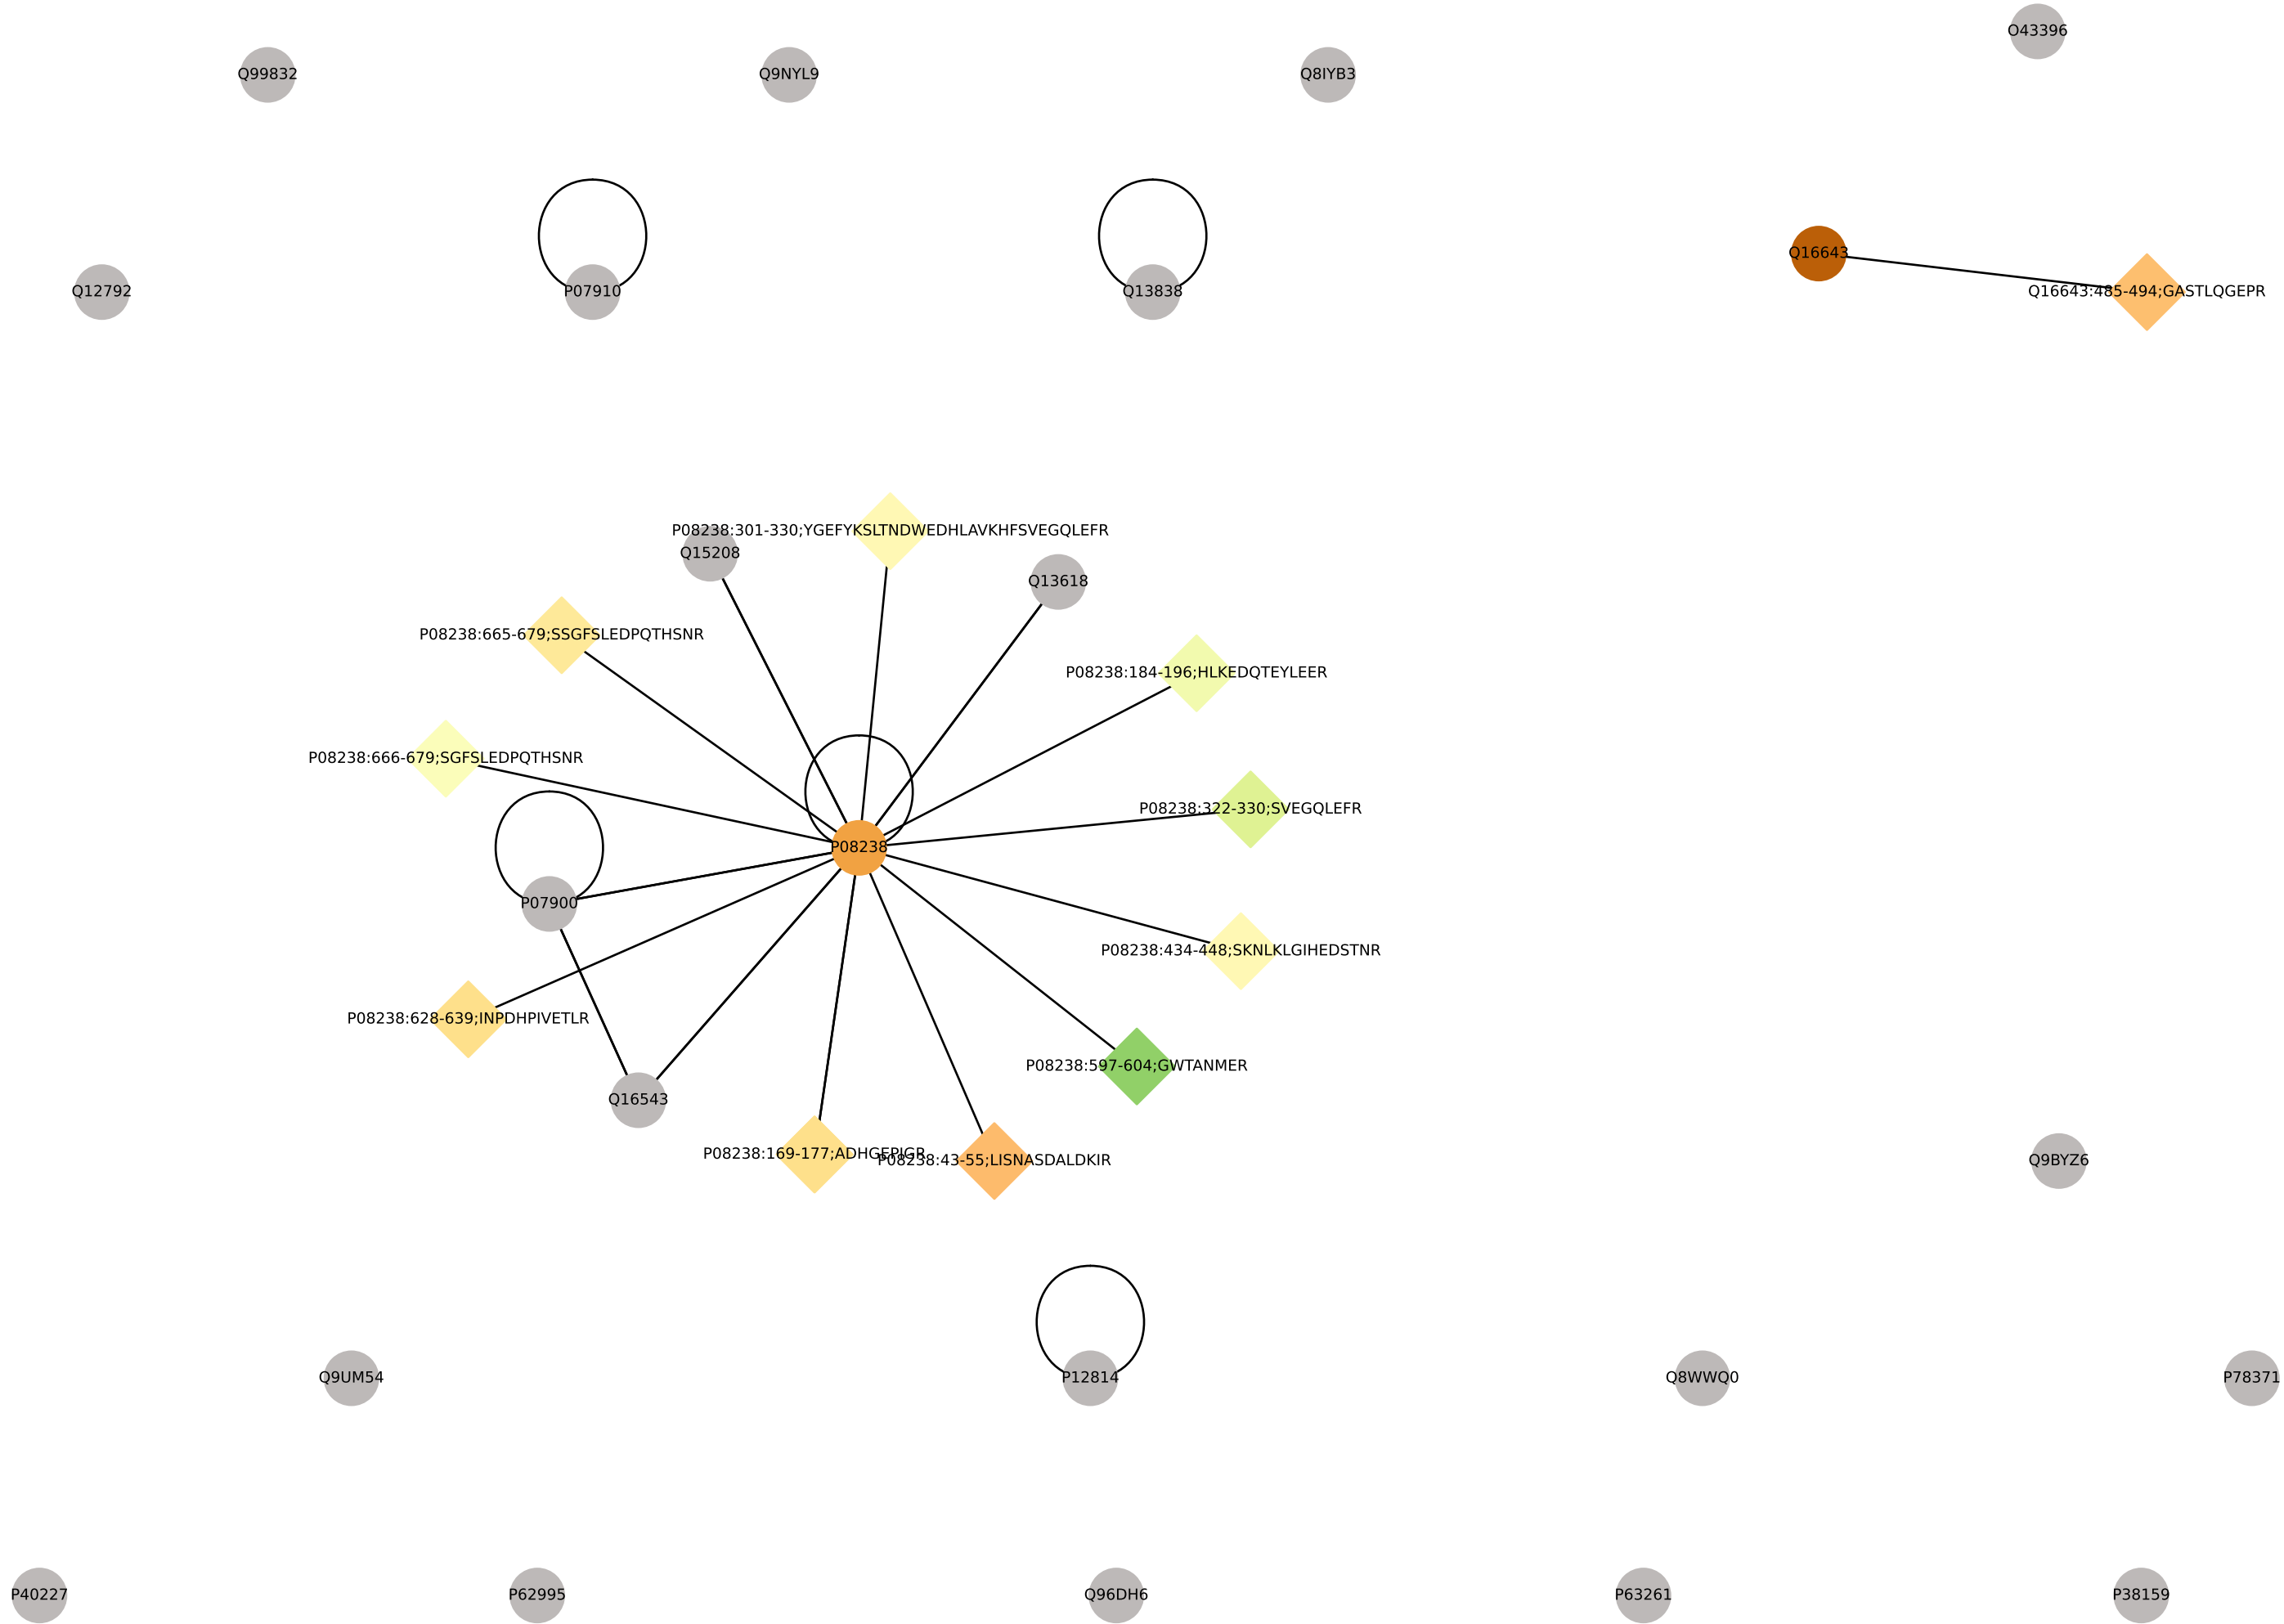 O43396
Q99832
Q9NYL9
Q8IYB3
Q16643
Q12792
P07910
Q13838
Q16643:485-494;GASTLQGEPR
P08238:301-330;YGEFYKSLTNDWEDHLAVKHFSVEGQLEFR
Q15208
Q13618
P08238:665-679;SSGFSLEDPQTHSNR
P08238:184-196;HLKEDQTEYLEER
P08238:666-679;SGFSLEDPQTHSNR
P08238:322-330;SVEGQLEFR
P08238
P07900
P08238:434-448;SKNLKLGIHEDSTNR
P08238:628-639;INPDHPIVETLR
P08238:597-604;GWTANMER
Q16543
P08238:169-177;ADHGEPIGR
P08238:43-55;LISNASDALDKIR
Q9BYZ6
Q9UM54
P12814
Q8WWQ0
P78371
P40227
P62995
Q96DH6
P63261
P38159